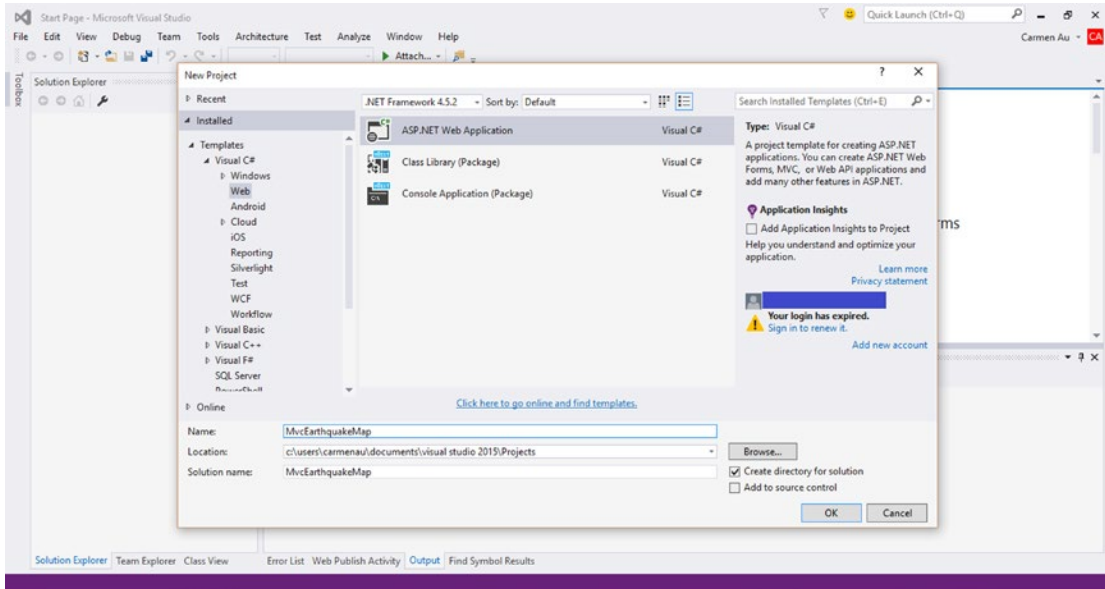 Start Page - Microsoft Visual Studio
Quick Launch (Ctrl+Q)
File Edit View Debug Team Tools Architecture Test Analyze Window Help
Carmen Au
CA
Attach...
Toolbox
Solution Explorer
New Project
? X
Recent
.NET Framework 4.5.2
Sort by: Default
Search Installed Templates (Ctrl+E)
Installed
Templates
Visual C#
Windows
Web
Android
Cloud
iOS
Reporting
Silverlight
Test
WCF
Workflow
Visual Basic
Visual C++
Visual F#
SQL Server
PowerShell
Online
ASP.NET Web Application Visual C#
Class Library (Package) Visual C#
Console Application (Package) Visual C#
Click here to go online and find templates.
Type: Visual C#
A project template for creating ASP.NET
applications. You can create ASP.NET Web
Forms, MVC, or Web API applications and
add many other features in ASP.NET.
Application Insights
Add Application Insights to Project
Help you understand and optimize your
application.
Learn more
Privacy statement
Your login has expired.
Sign in to renew it.
Add new account
rms
Name: MvcEarthquakeMap
Location: c:\users\carmenau\documents\visual studio 2015\Projects
Browse...
Solution name: MvcEarthquakeMap
Create directory for solution
Add to source control
OK Cancel
Solution Explorer Team Explorer Class View
Error List Web Publish Activity Output Find Symbol Results